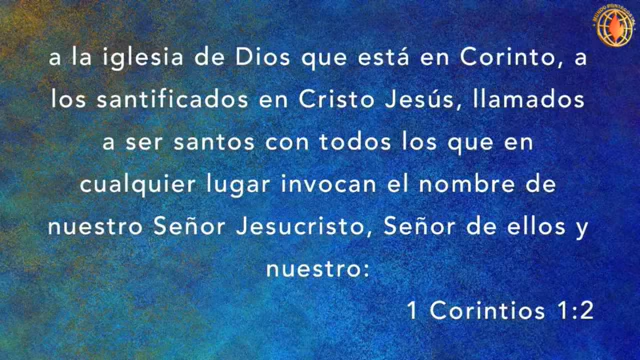 a la iglesia de Dios que está en Corinto, a
los santificados en Cristo Jesús, llamados
a ser santos con todos los que en
cualquier lugar invocan el nombre de
nuestro Señor Jesucristo, Señor de ellos y
nuestro:
1 Corintios 1:2